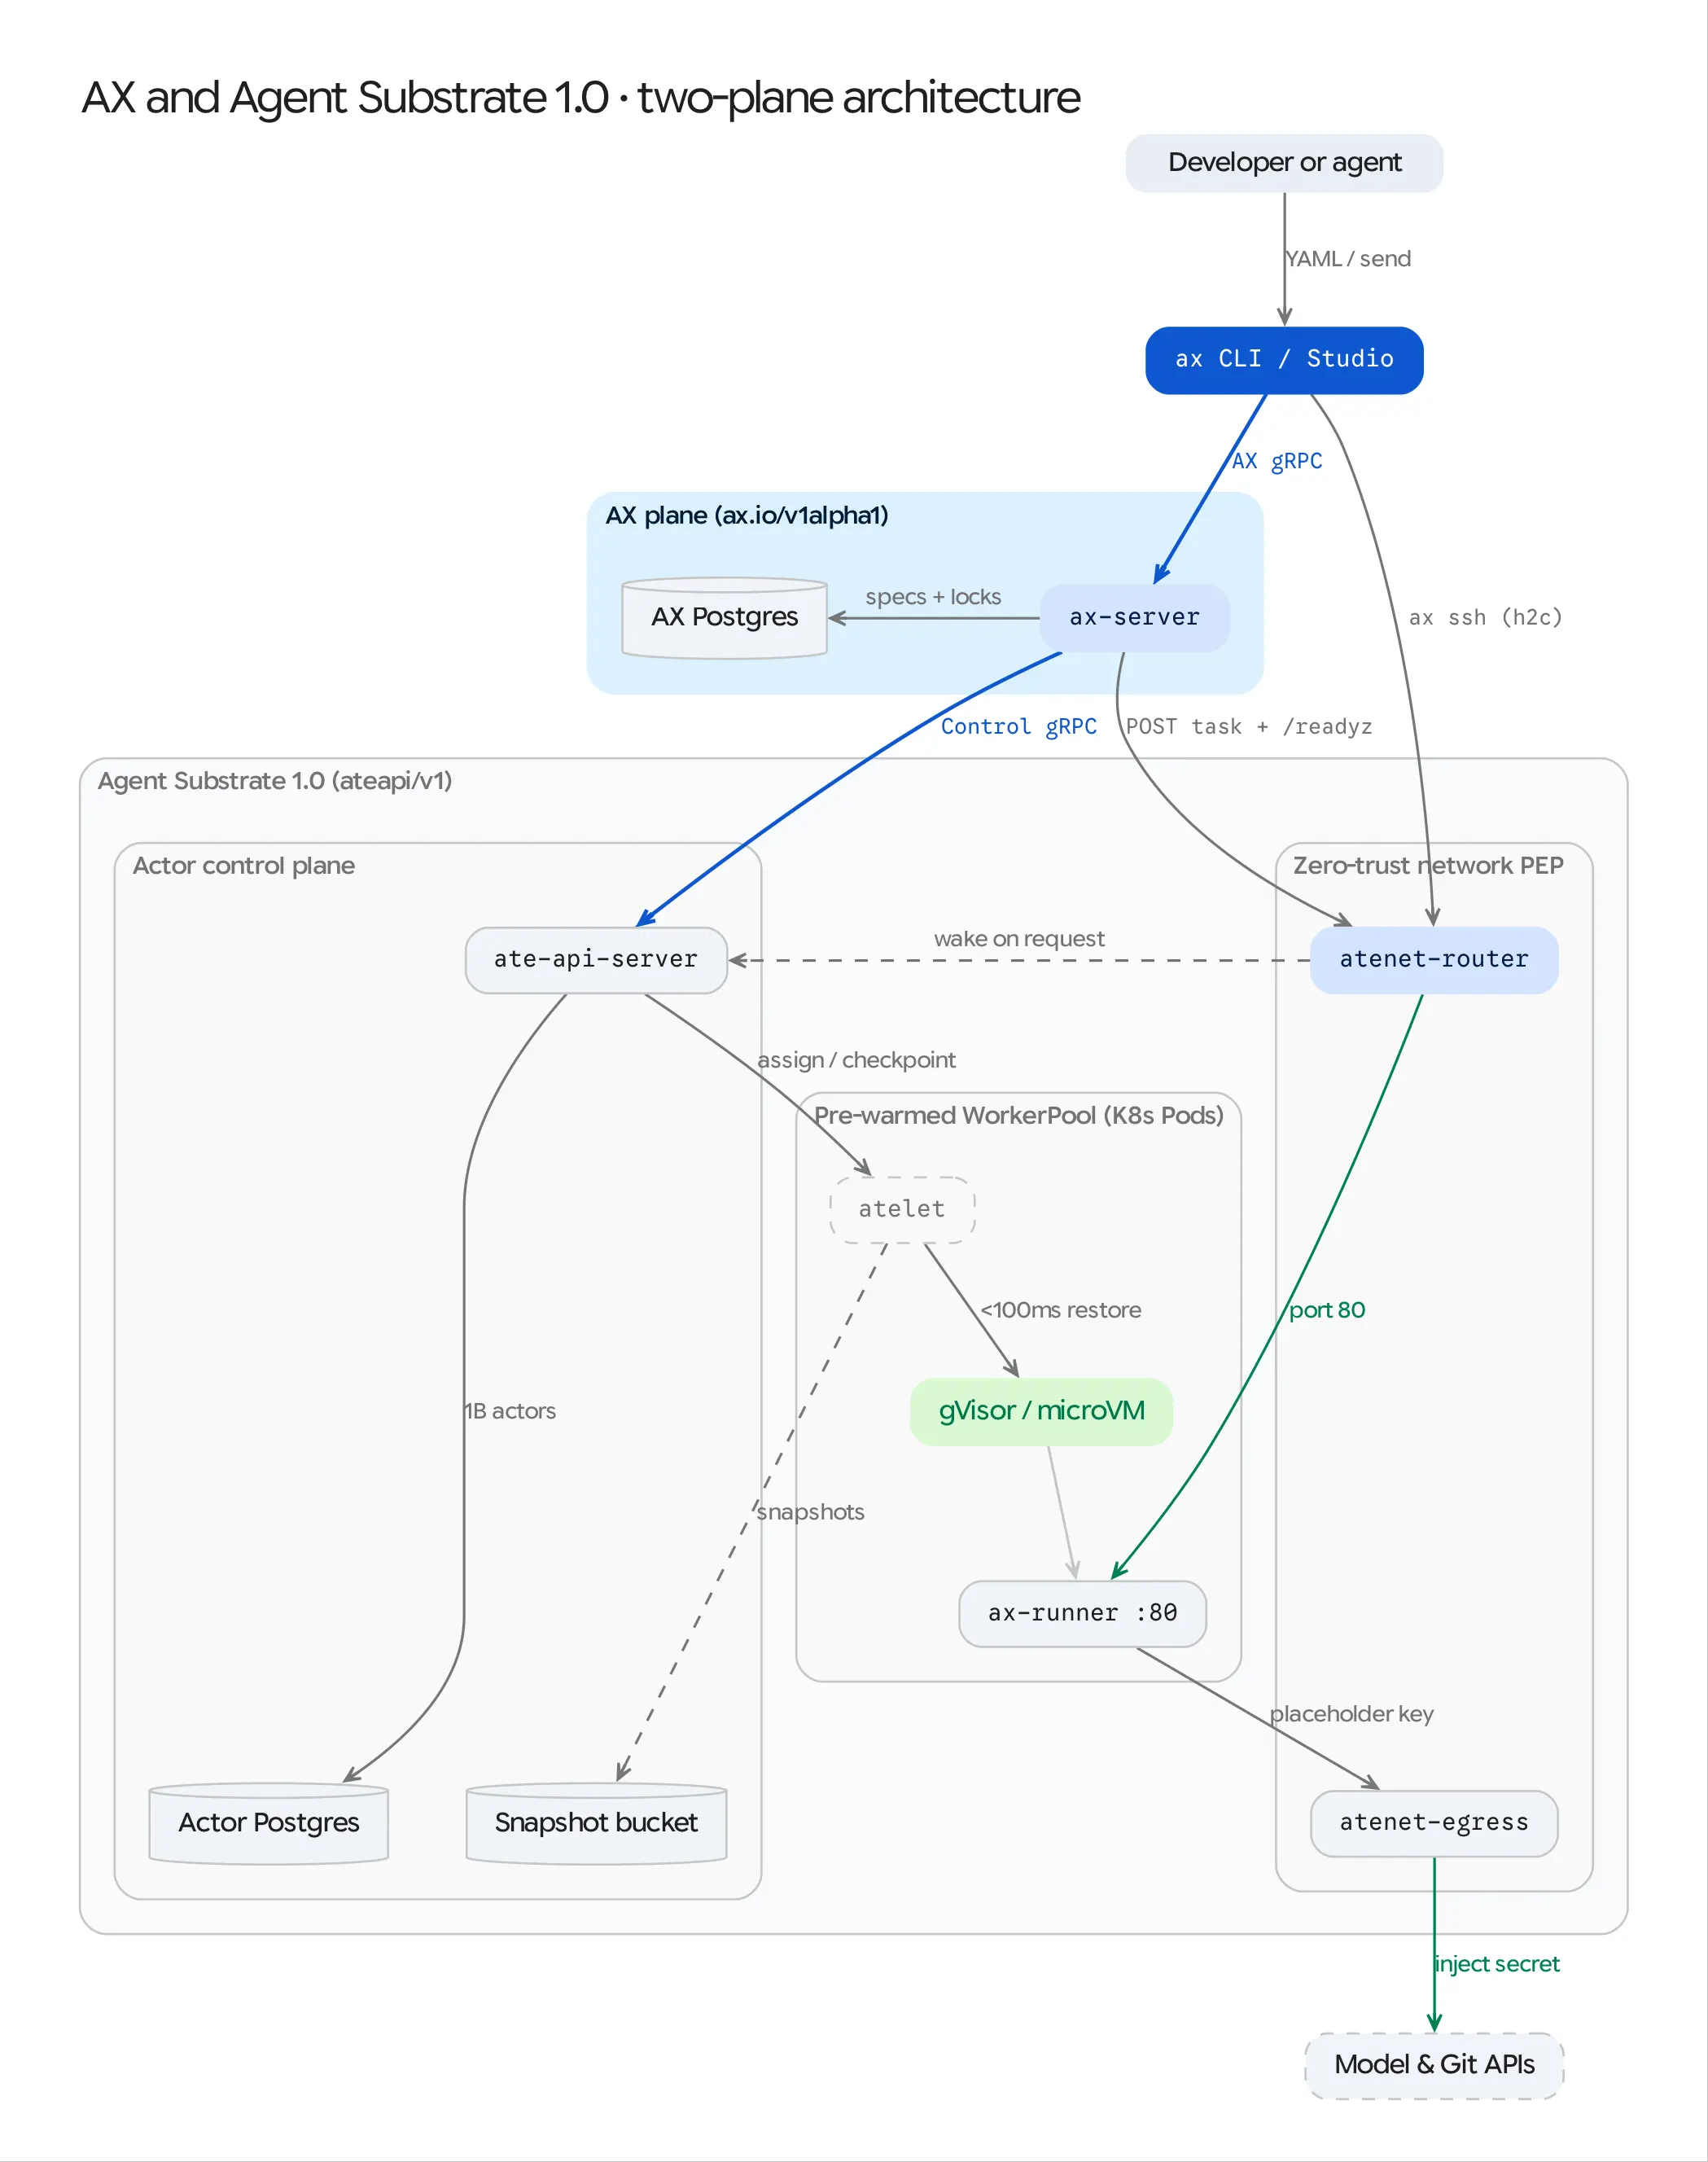 AX and Agent Substrate 1.0 · two-plane architecture
Developer or agent
YAML / send
ax CLI / Studio
AX gRPC
AX plane (ax.io/v1alpha1)
AX Postgres
specs + locks
ax-server
ax ssh (h2c)
Control gRPC
POST task + /readyz
Agent Substrate 1.0 (ateapi/v1)
Actor control plane
Zero-trust network PEP
ate-api-server
wake on request
atenet-router
assign / checkpoint
Pre-warmed WorkerPool (K8s Pods)
atelet
<100ms restore
port 80
gVisor / microVM
1B actors
snapshots
ax-runner :80
placeholder key
Actor Postgres
Snapshot bucket
atenet-egress
inject secret
Model & Git APIs